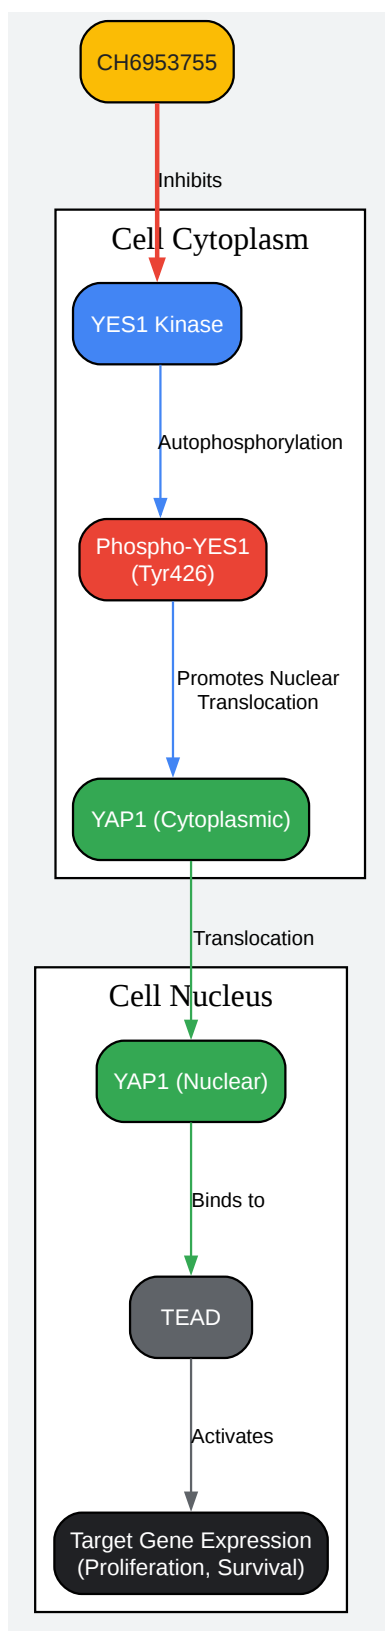 CH6953755
Inhibits
Cell Cytoplasm
YES1 Kinase
Autophosphorylation
Phospho-YES1
(Tyr426)
Promotes Nuclear
Translocation
YAP1 (Cytoplasmic)
Translocation
Cell Nucleus
YAP1 (Nuclear)
Binds to
TEAD
Activates
Target Gene Expression
(Proliferation, Survival)